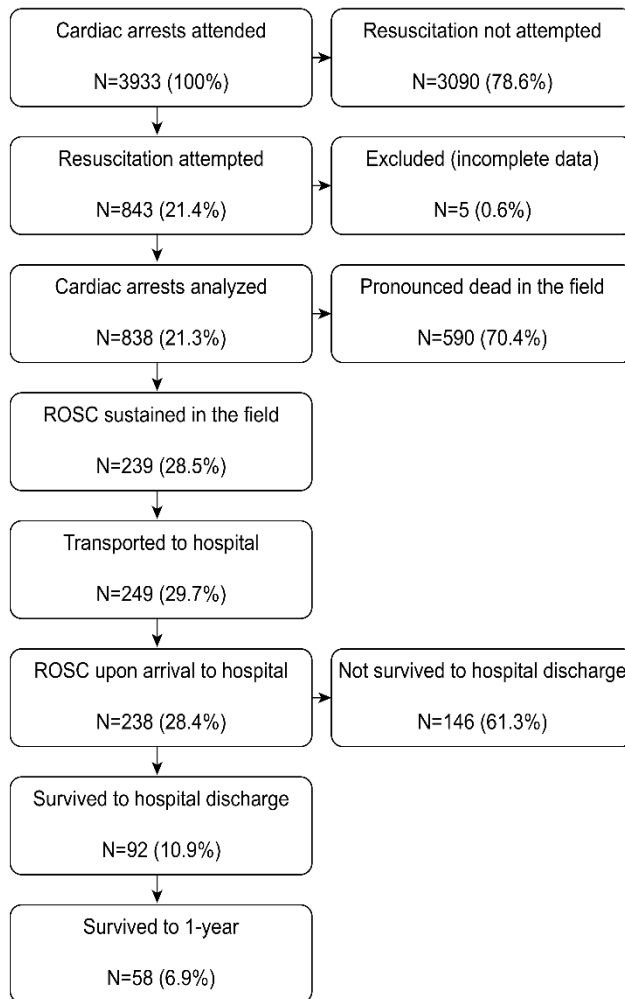 Cardiac arrests attended
N=3933 (100%)
Resuscitation not attempted
N=3090 (78.6%)
Resuscitation attempted
N=843 (21.4%)
Excluded (incomplete data)
N=5 (0.6%)
Cardiac arrests analyzed
N=838 (21.3%)
Pronounced dead in the field
N=590 (70.4%)
ROSC sustained in the field
N=239 (28.5%)
Transported to hospital
N=249 (29.7%)
ROSC upon arrival to hospital
N=238 (28.4%)
Not survived to hospital discharge
N=146 (61.3%)
Survived to hospital discharge
N=92 (10.9%)
Survived to 1-year
N=58 (6.9%)